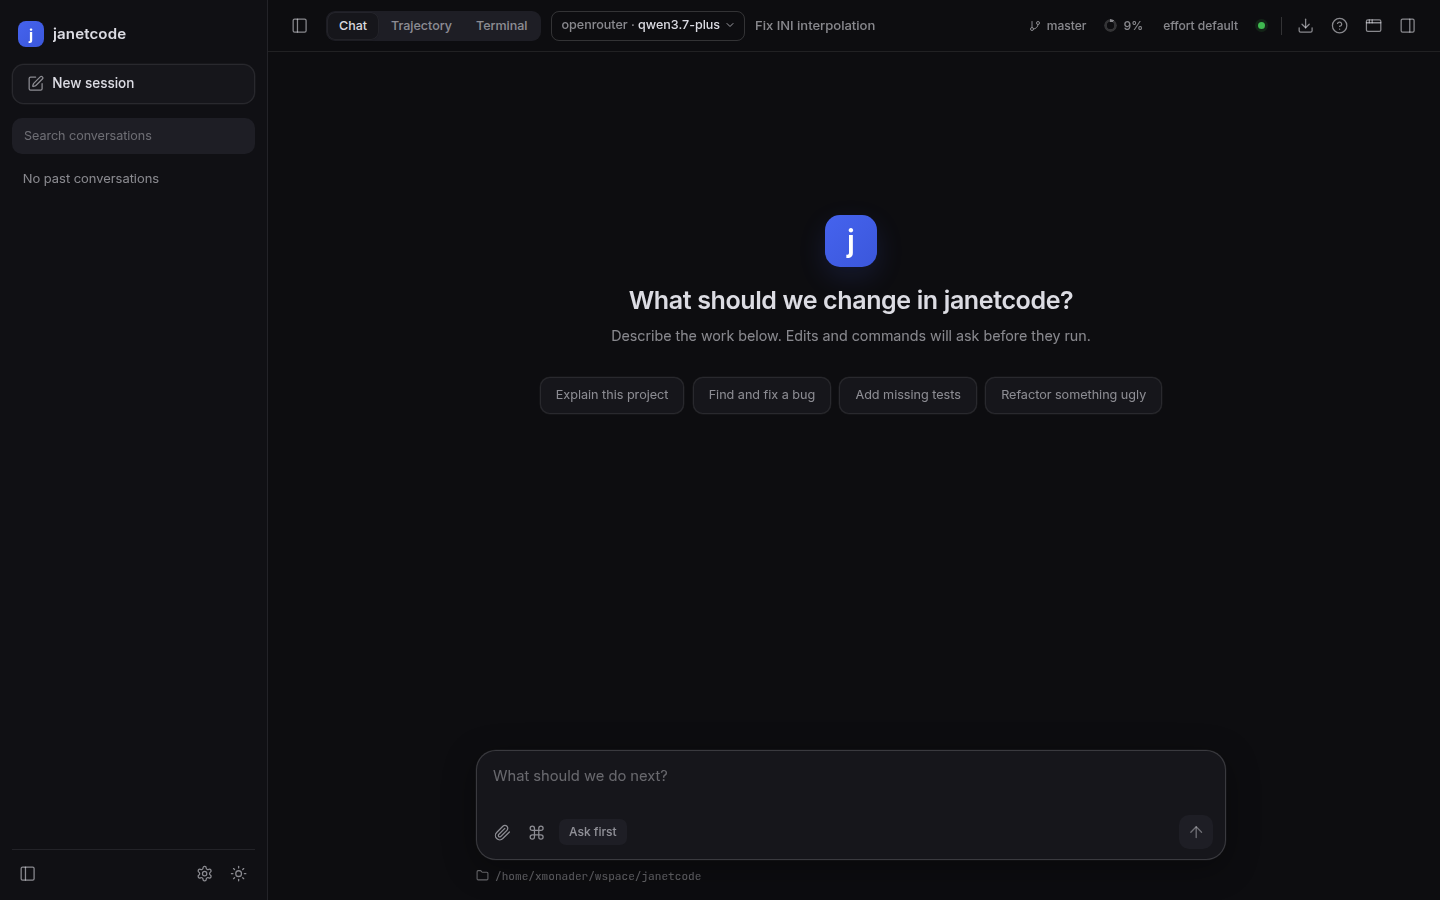 j janetcode
New session
Search conversations
No past conversations
Chat Trajectory Terminal openrouter · qwen3.7-plus Fix INI interpolation master 9% effort default
j
What should we change in janetcode?
Describe the work below. Edits and commands will ask before they run.
Explain this project Find and fix a bug Add missing tests Refactor something ugly
What should we do next?
Ask first
/home/xmonader/wspace/janetcode